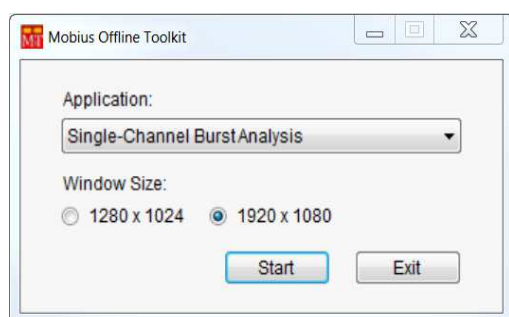 MT Mobius Offline Toolkit
Application:
Single-Channel Burst Analysis
Window Size:
1280 x 1024 1920 x 1080
Start Exit